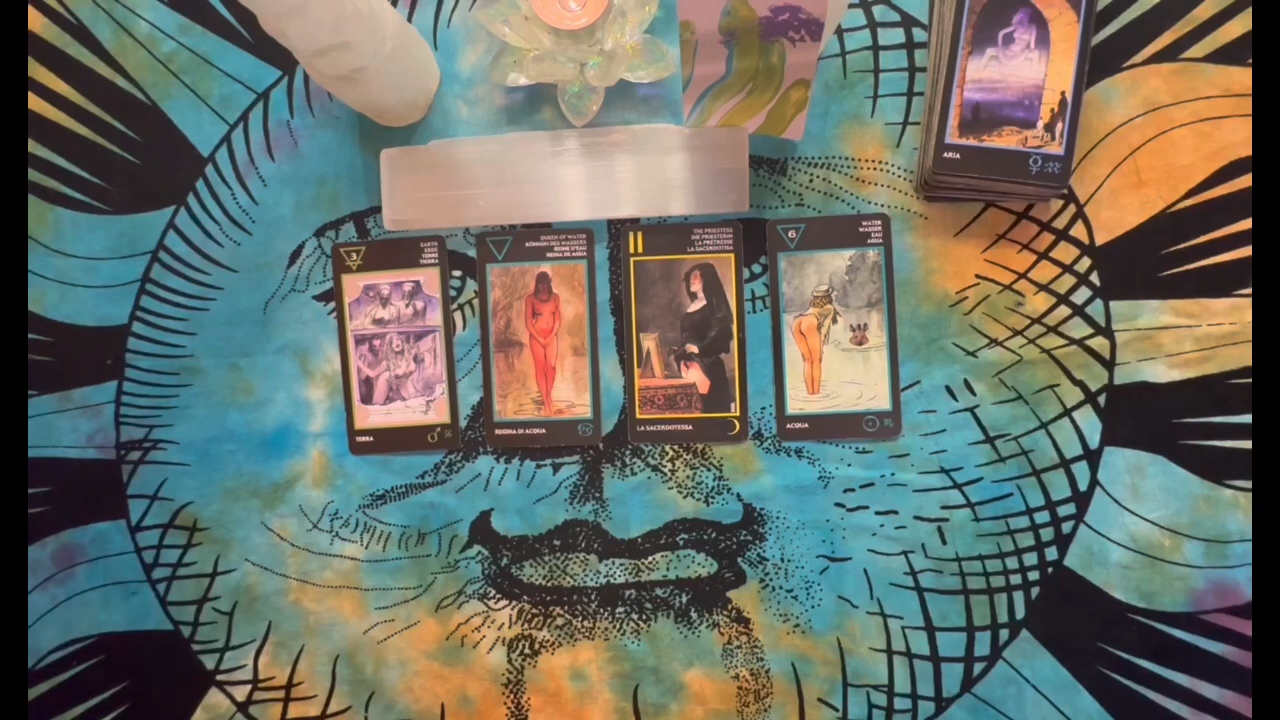 ARIA
3
EARTH
ERDE
TERRE
TIERRA
TERRA
QUEEN OF WATER
KÖNIGIN DES WASSERS
REINE D'EAU
REINA DE AGUA
REGINA DI ACQUA
II
THE PRIESTESS
DIE PRIESTERIN
LA PRÊTRESSE
LA SACERDOTISA
LA SACERDOTESSA
6
WATER
WASSER
EAU
AGUA
ACQUA